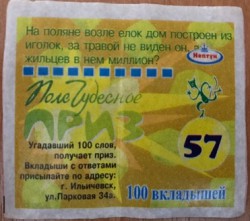 На поляне возле елок дом построен из
иголок, за травой не виден он, а
жильцов в нем миллион?
Нептун
Поле Чудесное
ПРИЗ
Угадавший 100 слов,
получает приз.
Вкладыши с ответами
присылайте по адресу:
г. Ильичевск,
ул.Парковая 34а.
57
100 вкладышей